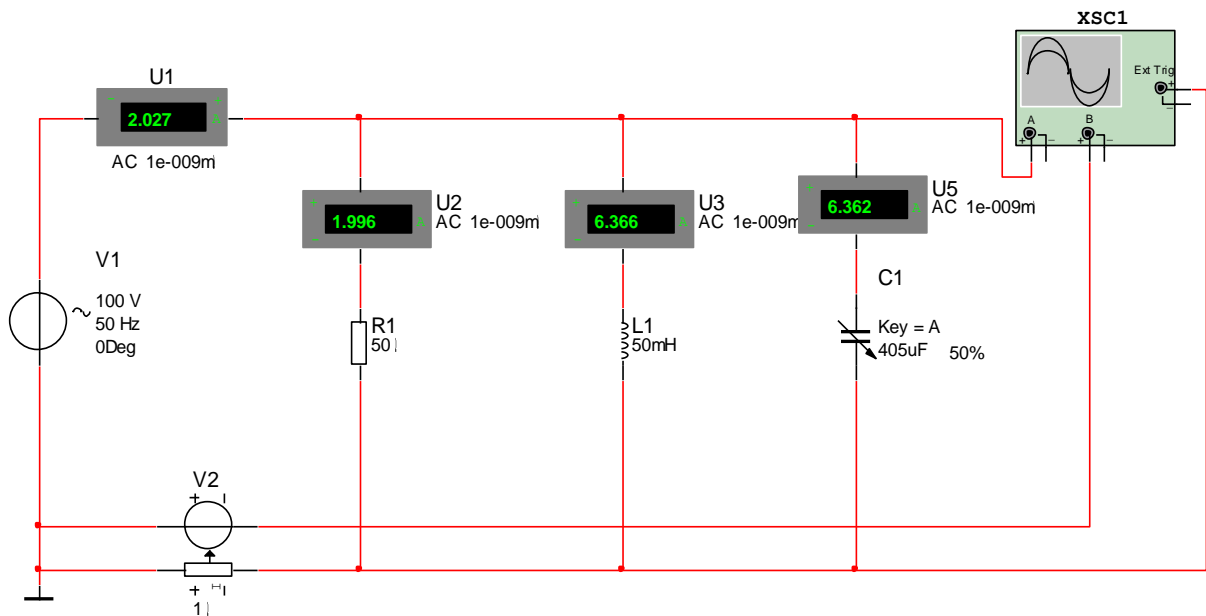 XSC1
Ext Trig
+
−
A
B
+ −
+ −
U1
− +
2.027 A
AC 1e-009m
U2
+
1.996 A
−
AC 1e-009m
U3
+
6.366 A
−
AC 1e-009m
U5
+
6.362 A
−
AC 1e-009m
V1
100 V
50 Hz
0Deg
R1
50
L1
50mH
C1
Key = A
405uF 50%
V2
+ −
+ −
H
1